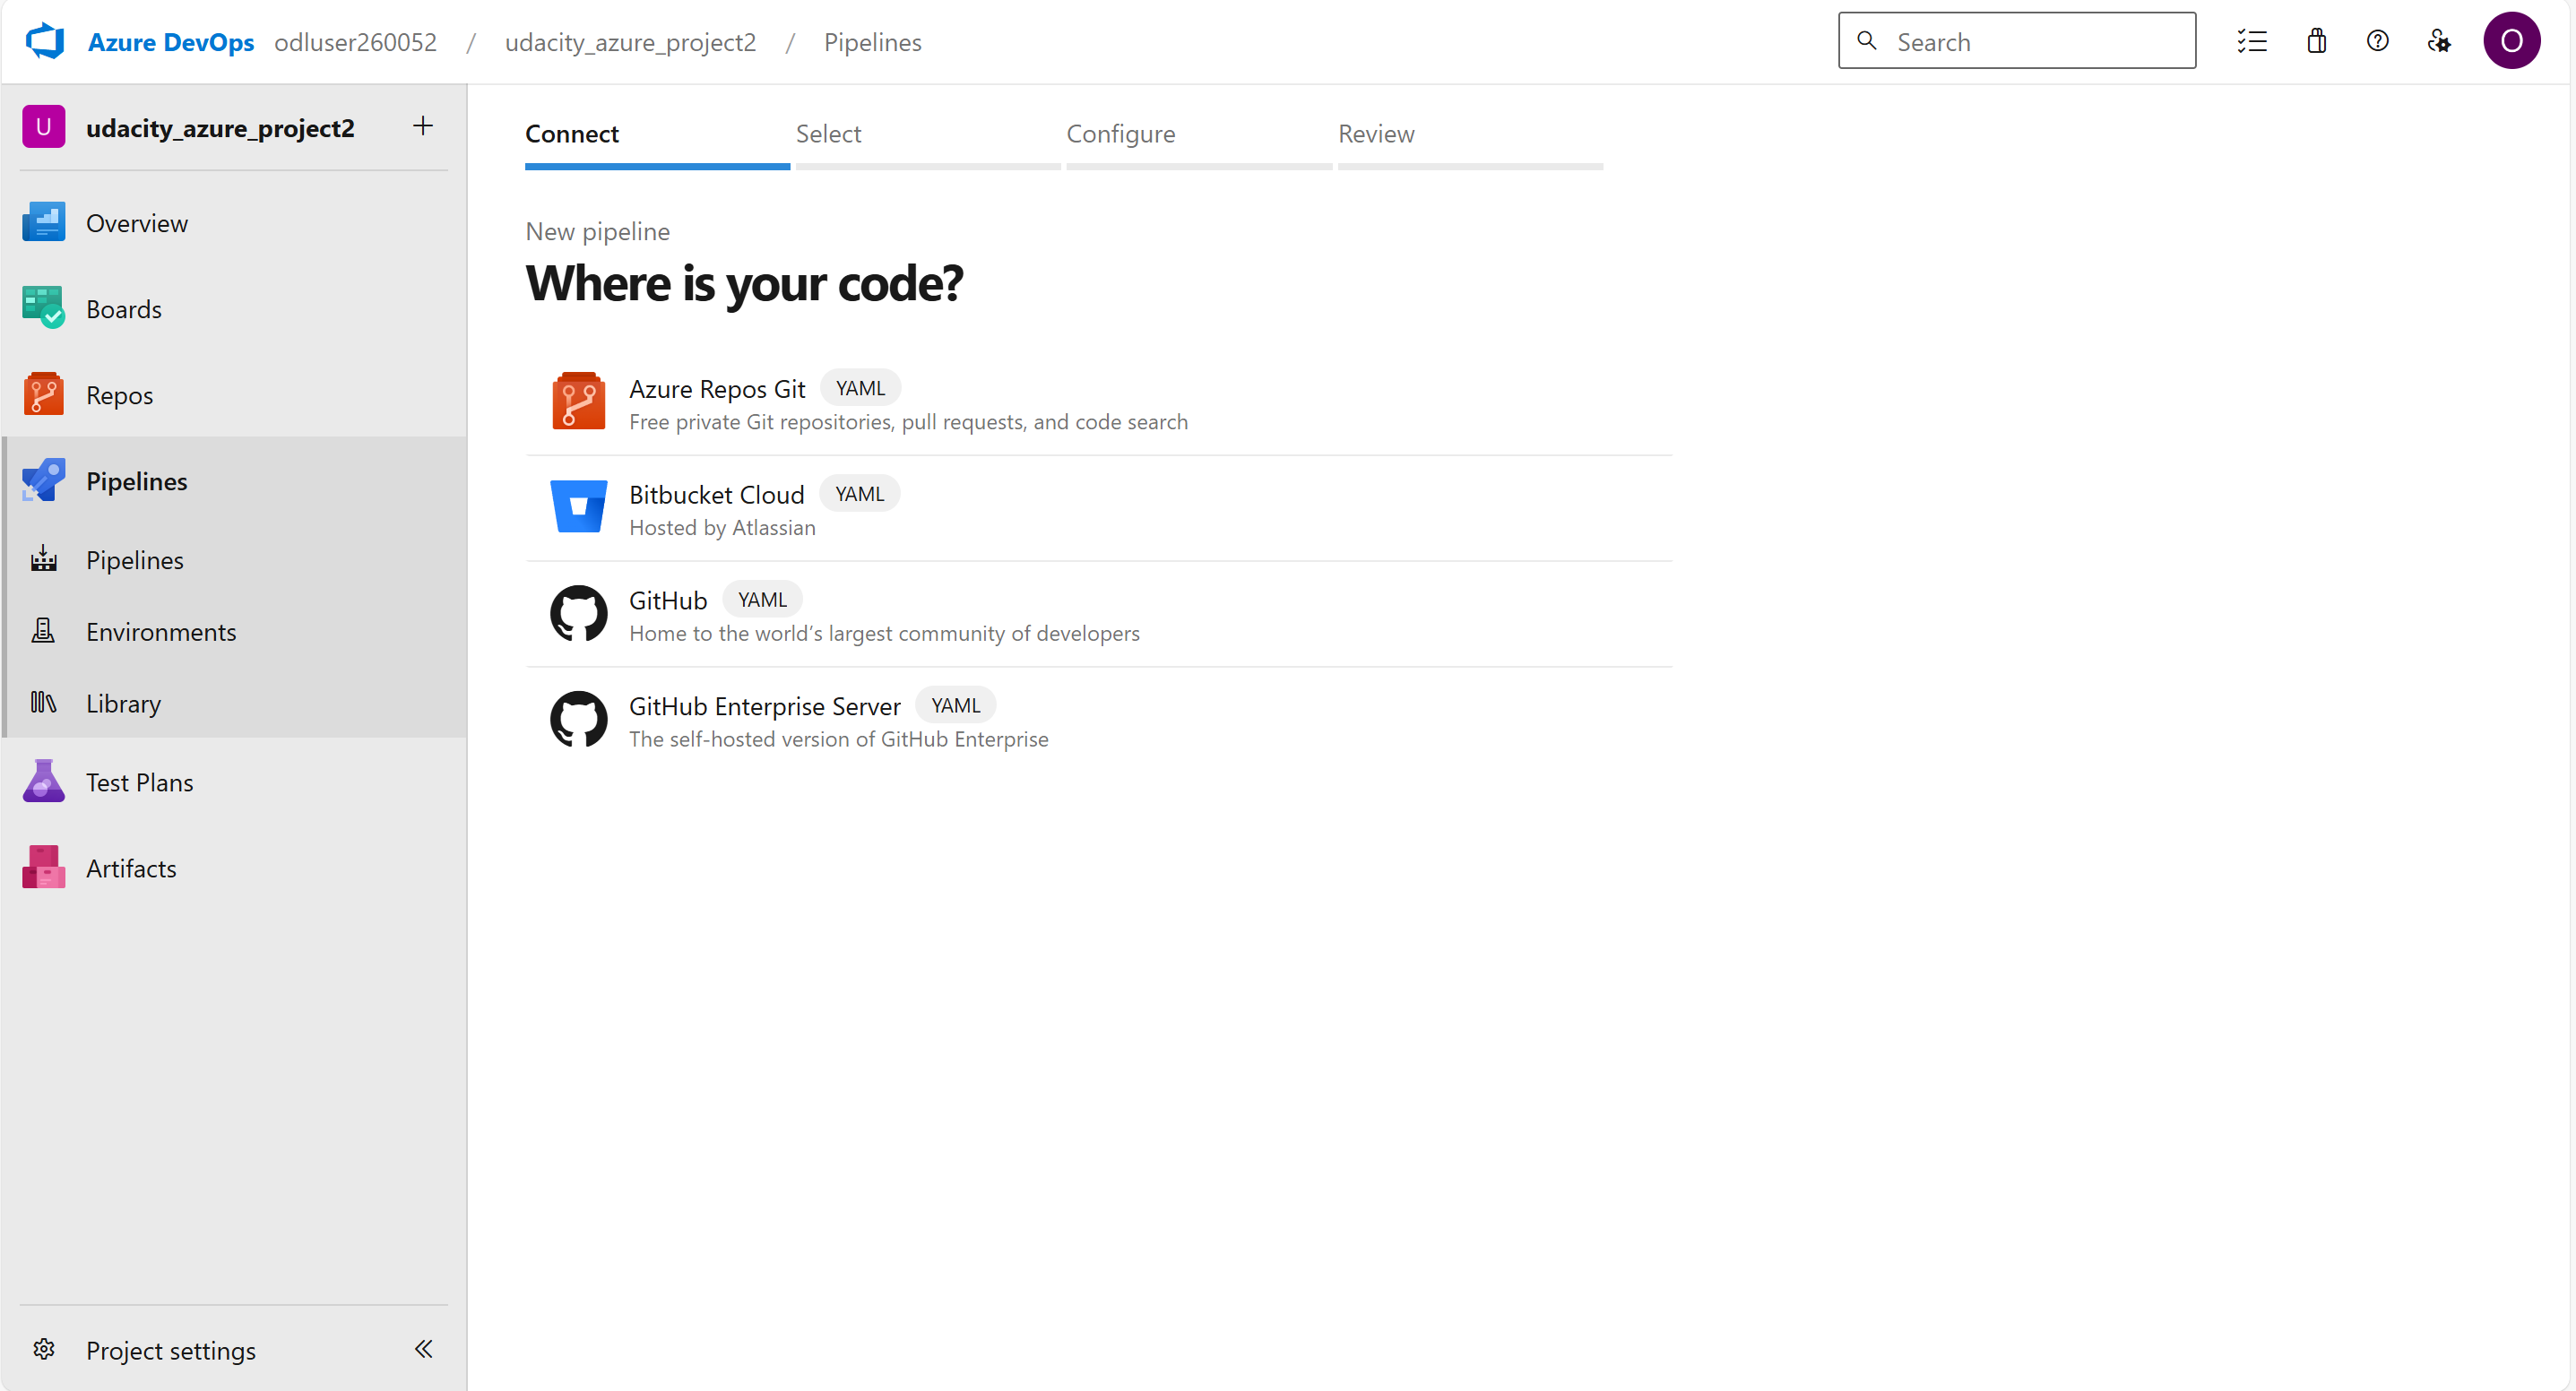 Azure DevOps odluser260052 / udacity_azure_project2 / Pipelines
Search
O
U udacity_azure_project2
Overview
Boards
Repos
Pipelines
Pipelines
Environments
Library
Test Plans
Artifacts
Project settings
Connect Select Configure Review
New pipeline
Where is your code?
Azure Repos Git YAML
Free private Git repositories, pull requests, and code search
Bitbucket Cloud YAML
Hosted by Atlassian
GitHub YAML
Home to the world’s largest community of developers
GitHub Enterprise Server YAML
The self-hosted version of GitHub Enterprise